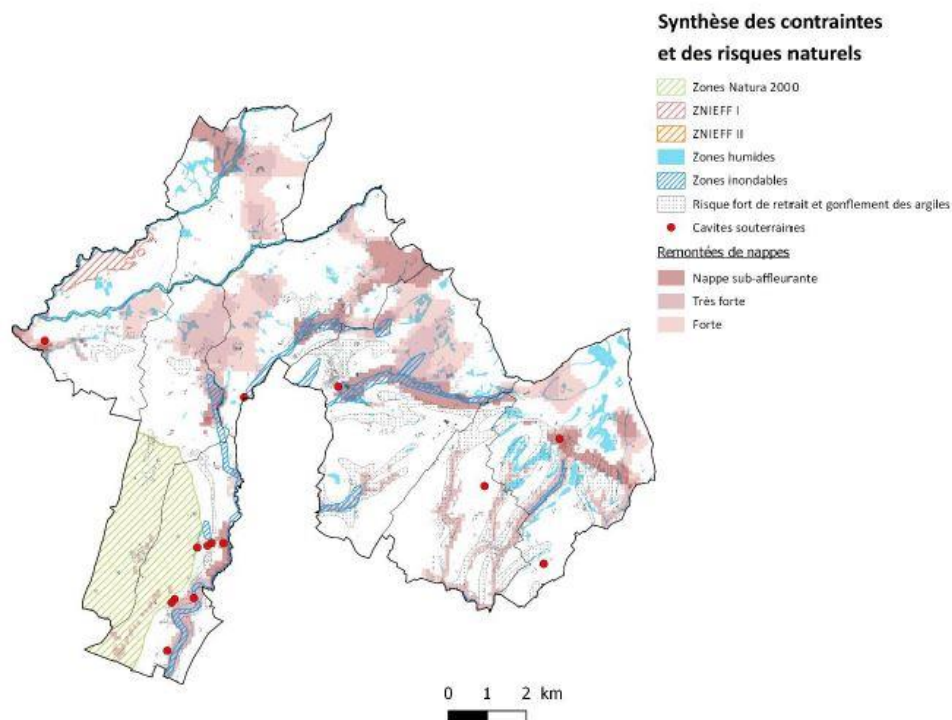 Synthèse des contraintes
et des risques naturels
Zones Natura 2000
ZNIEFF I
ZNIEFF II
Zones humides
Zones inondables
Risque fort de retrait et gonflement des argiles
Cavites souterraines
Remontées de nappes
Nappe sub-affleurante
Très forte
Forte
0 1 2 km